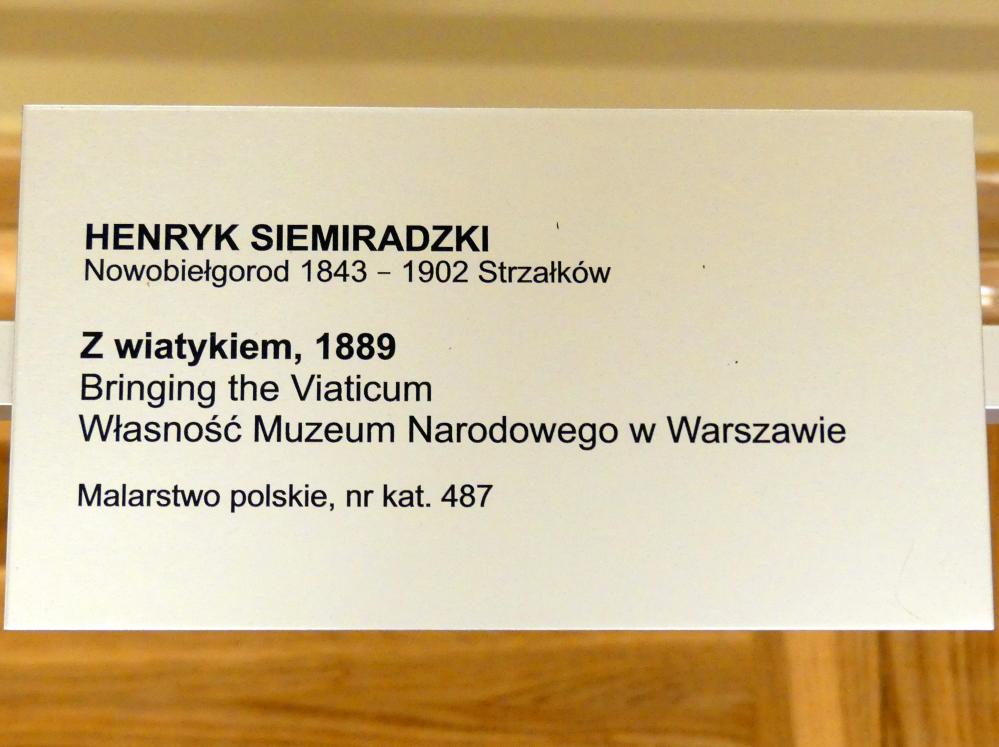 HENRYK SIEMIRADZKI
Nowobiełgorod 1843 – 1902 Strzałków
Z wiatykiem, 1889
Bringing the Viaticum
Własność Muzeum Narodowego w Warszawie
Malarstwo polskie, nr kat. 487